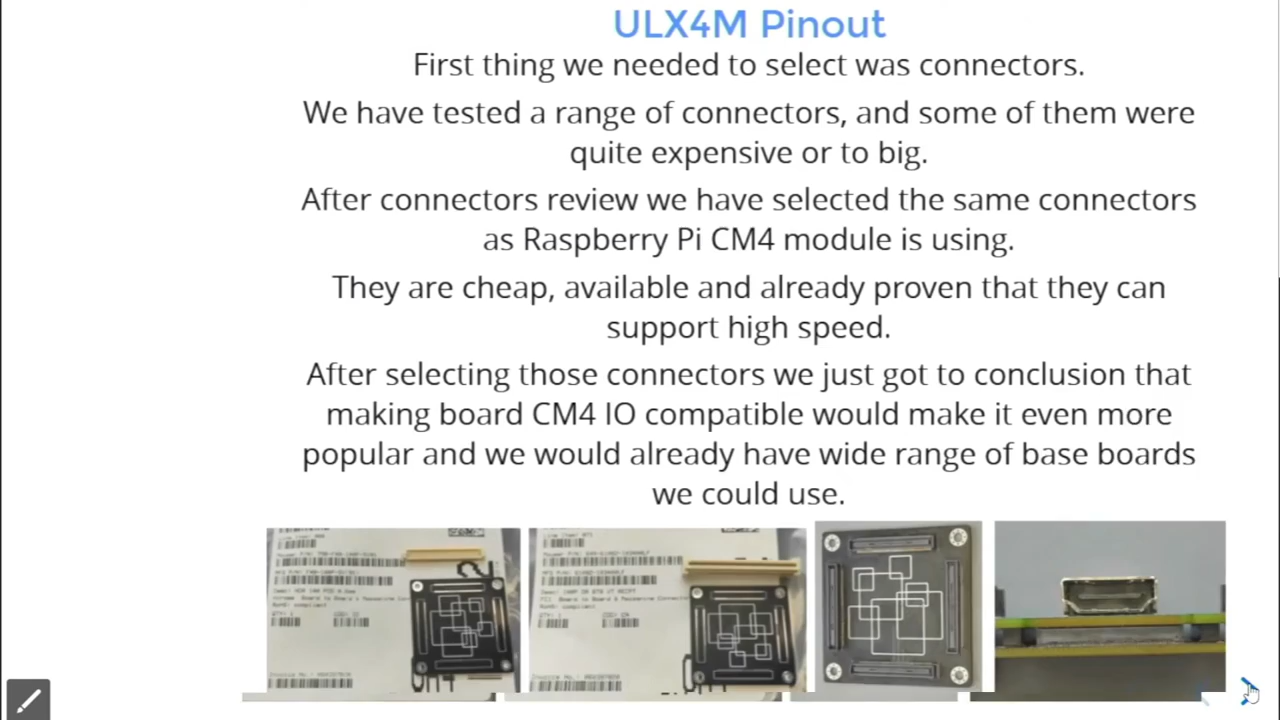 ULX4M Pinout
First thing we needed to select was connectors.
We have tested a range of connectors, and some of them were
quite expensive or to big.
After connectors review we have selected the same connectors
as Raspberry Pi CM4 module is using.
They are cheap, available and already proven that they can
support high speed.
After selecting those connectors we just got to conclusion that
making board CM4 IO compatible would make it even more
popular and we would already have wide range of base boards
we could use.